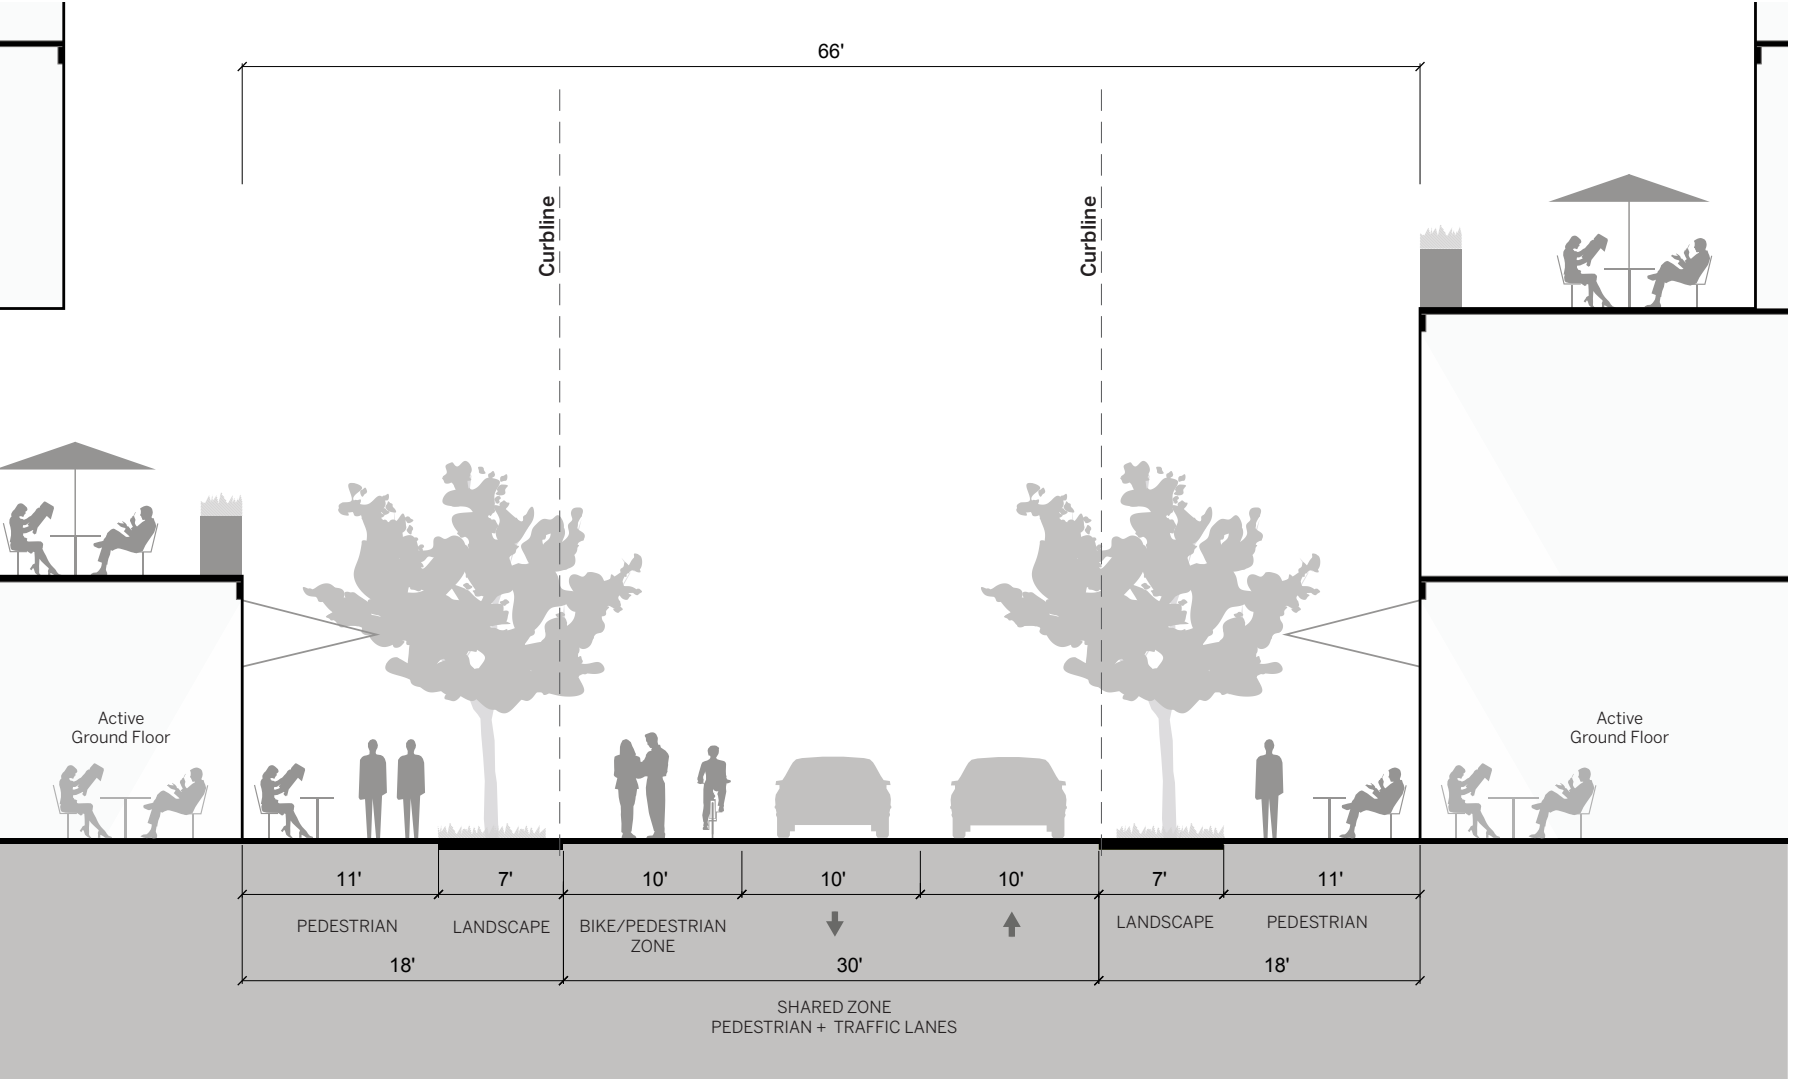 66'
Curbline
Curbline
Active
Ground Floor
Active
Ground Floor
11'
7'
10'
10'
10'
7'
11'
PEDESTRIAN
LANDSCAPE
BIKE/PEDESTRIAN
ZONE
LANDSCAPE
PEDESTRIAN
18'
30'
18'
SHARED ZONE
PEDESTRIAN + TRAFFIC LANES